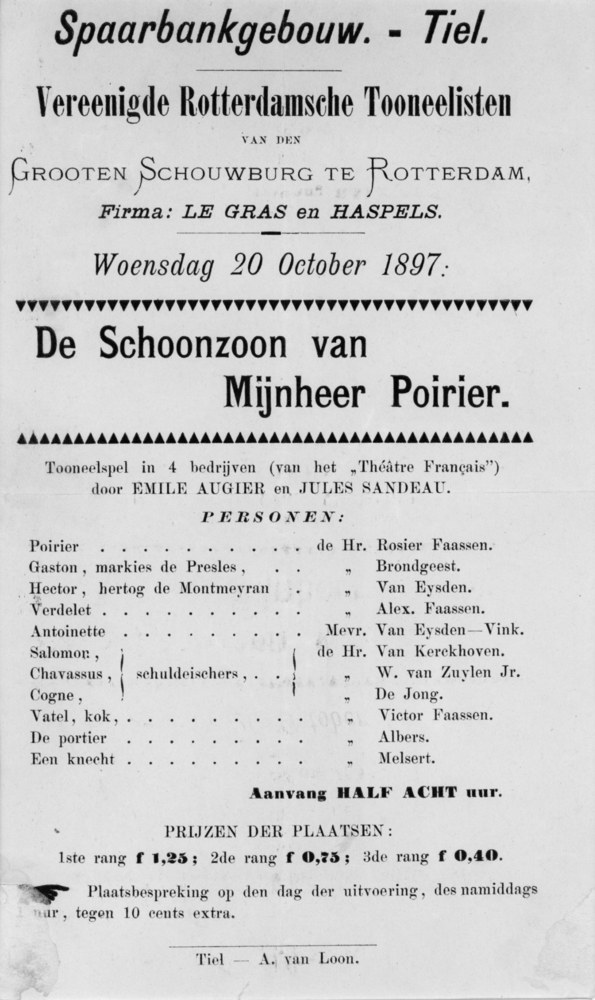 Spaarbankgebouw. - Tiel.
Vereenigde Rotterdamsche Tooneelisten
VAN DEN
GROOTEN SCHOUWBURG TE ROTTERDAM,
Firma: LE GRAS en HASPELS.
Woensdag 20 October 1897:
De Schoonzoon van
Mijnheer Poirier.
Tooneelspel in 4 bedrijven (van het „Théâtre Français”)
door EMILE AUGIER en JULES SANDEAU.
PERSONEN:
Poirier . . . . . . . . . . de Hr. Rosier Faassen.
Gaston, markies de Presles, . . „ Brondgeest.
Hector, hertog de Montmeyran . „ Van Eysden.
Verdelet . . . . . . . . . . „ Alex. Faassen.
Antoinette . . . . . . . . . Mevr. Van Eysden—Vink.
Salomon, de Hr. Van Kerckhoven.
Chavassus, schuldeischers, . . „ W. van Zuylen Jr.
Cogne, „ De Jong.
Vatel, kok, . . . . . . . . . „ Victor Faassen.
De portier . . . . . . . . . „ Albers.
Een knecht . . . . . . . . . „ Melsert.
Aanvang HALF ACHT uur.
PRIJZEN DER PLAATSEN:
1ste rang f 1,25; 2de rang f 0,75; 3de rang f 0,40.
Plaatsbespreking op den dag der uitvoering, des namiddags
1 uur, tegen 10 cents extra.
Tiel — A. van Loon.